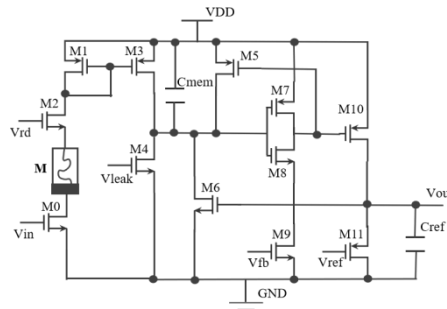 VDD
M1
M3
M5
Cmem
M7
M2
M10
Vrd
M
M4
M8
Vleak
M6
M0
Vou
Vin
M9
M11
Cref
Vfb
Vref
GND